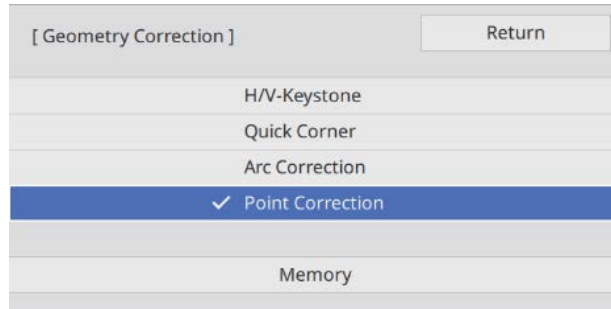 [ Geometry Correction ]
Return
H/V-Keystone
Quick Corner
Arc Correction
Point Correction
Memory